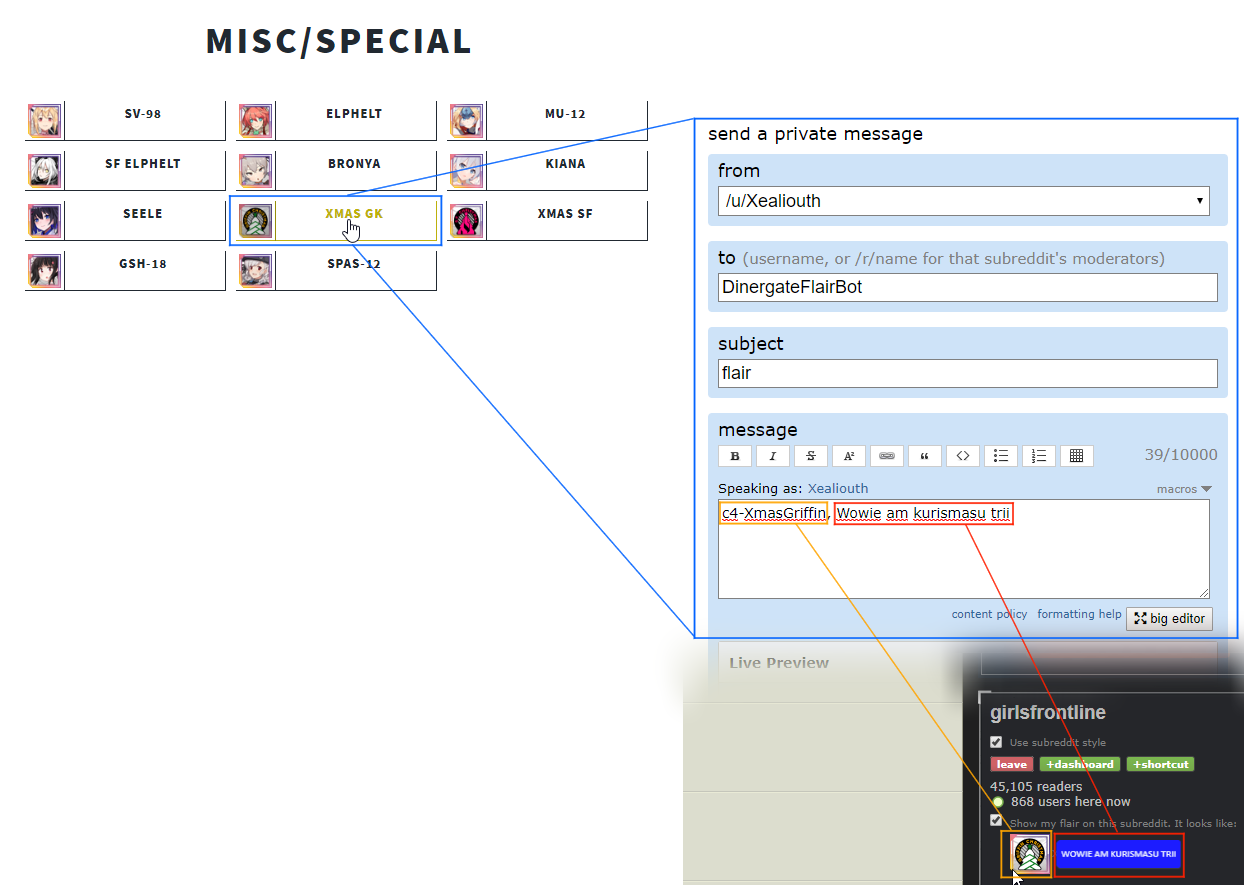 MISC/SPECIAL
SV-98
ELPHELT
MU-12
SF ELPHELT
BRONYA
KIANA
SEELE
XMAS GK
XMAS SF
GSH-18
SPAS-12
send a private message
from
/u/Xealiouth
to (username, or /r/name for that subreddit's moderators)
DinergateFlairBot
subject
flair
message
B I S A² “ <>
39/10000
Speaking as: Xealiouth
macros
c4-XmasGriffin, Wowie am kurismasu trii
content policy formatting help big editor
Live Preview
girlsfrontline
Use subreddit style
leave +dashboard +shortcut
45,105 readers
868 users here now
Show my flair on this subreddit. It looks like:
WOWIE AM KURISMASU TRII